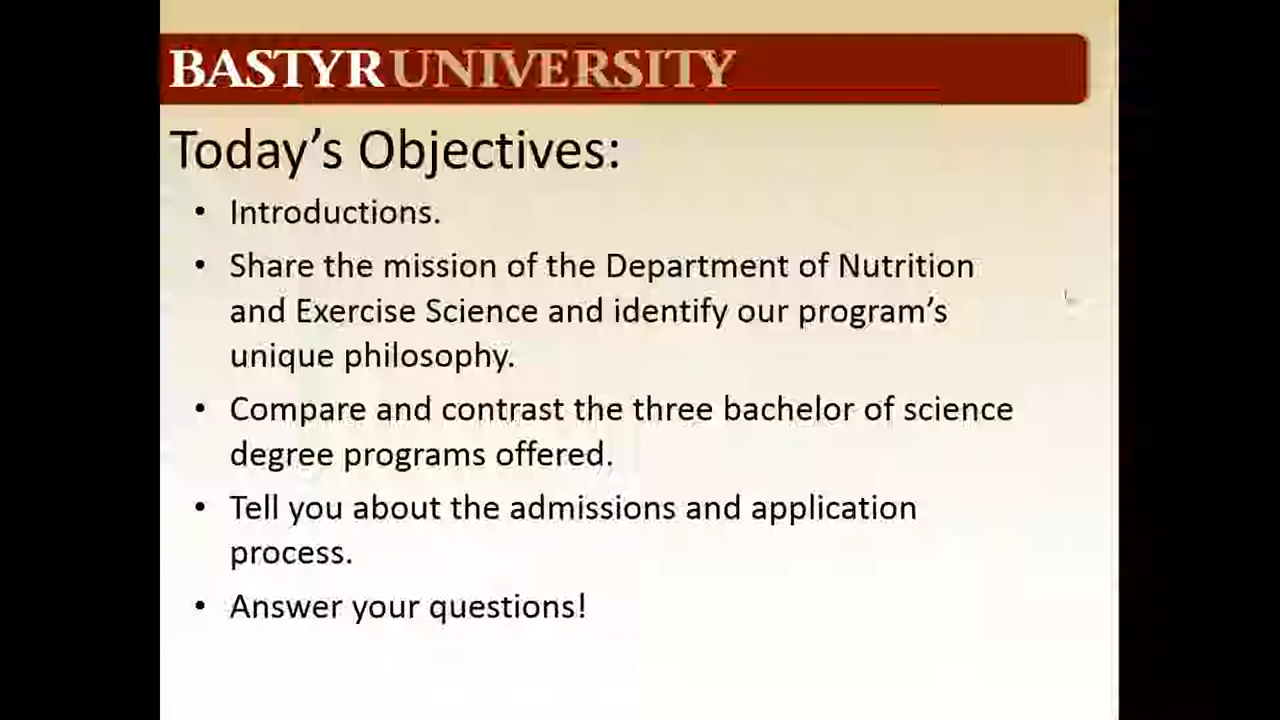 BASTYR UNIVERSITY
Today's Objectives:
• Introductions.
• Share the mission of the Department of Nutrition
and Exercise Science and identify our program's
unique philosophy.
• Compare and contrast the three bachelor of science
degree programs offered.
• Tell you about the admissions and application
process.
• Answer your questions!